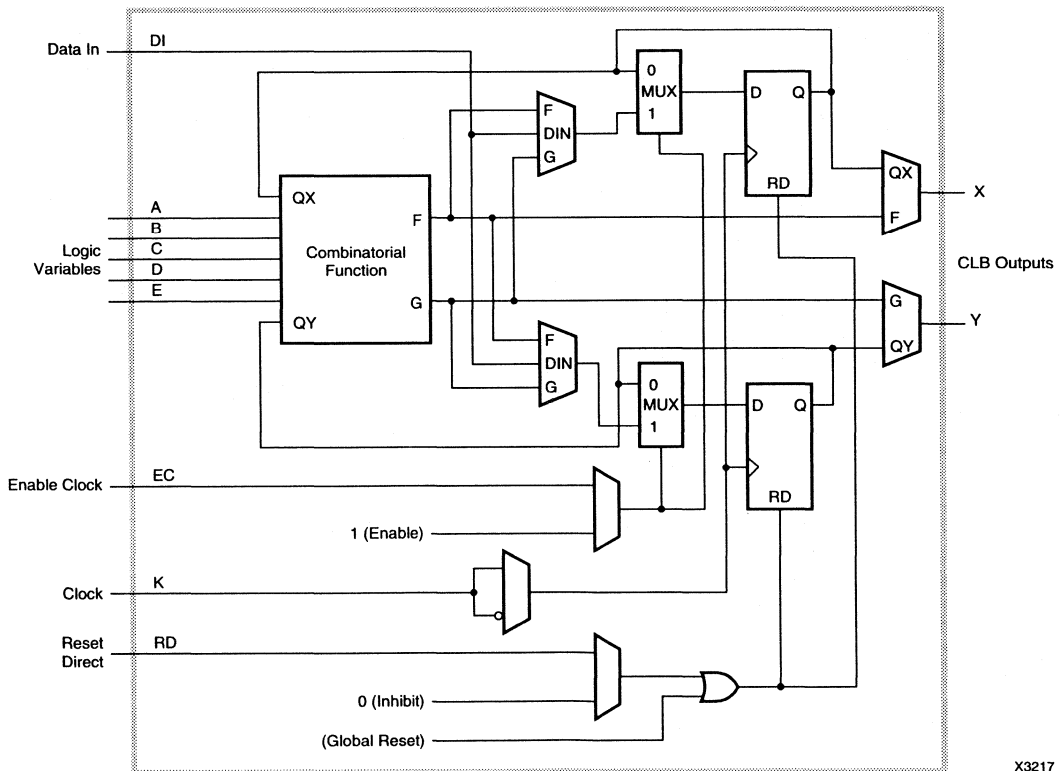 Data In
DI
0
MUX
1
D
Q
RD
F
DIN
G
QX
F
X
QX
A
B
C
D
E
Logic
Variables
Combinatorial
Function
F
G
QY
CLB Outputs
G
QY
Y
F
DIN
G
0
MUX
1
D
Q
RD
Enable Clock
EC
1 (Enable)
Clock
K
Reset
Direct
RD
0 (Inhibit)
(Global Reset)
X3217